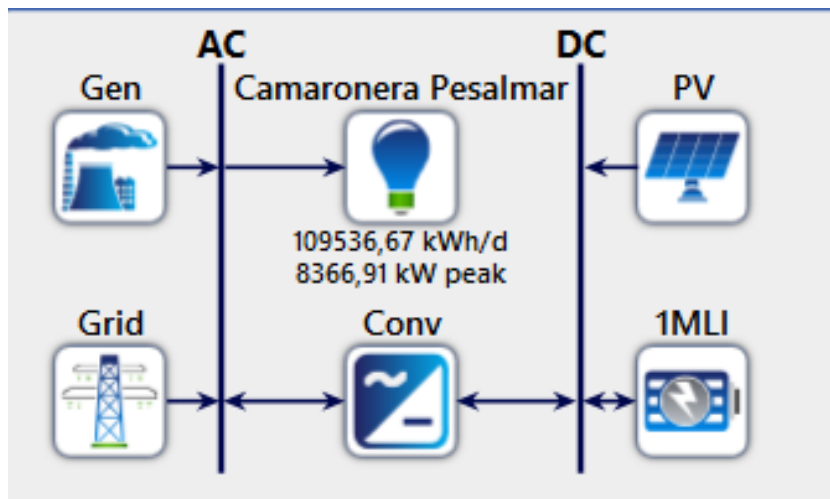 AC
DC
Gen
Camaronera Pesalmar
PV
109536,67 kWh/d
8366,91 kW peak
Grid
Conv
1MLI